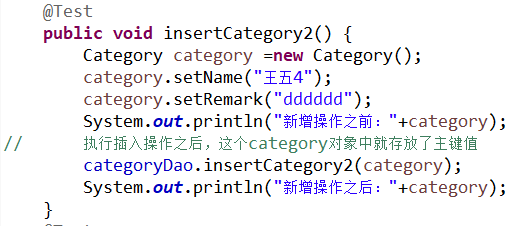 @Test
public void insertCategory2() {
Category category =new Category();
category.setName("王五4");
category.setRemark("dddddd");
System.out.println("新增操作之前："+category);
// 执行插入操作之后，这个category对象中就存放了主键值
categoryDao.insertCategory2(category);
System.out.println("新增操作之后："+category);
}